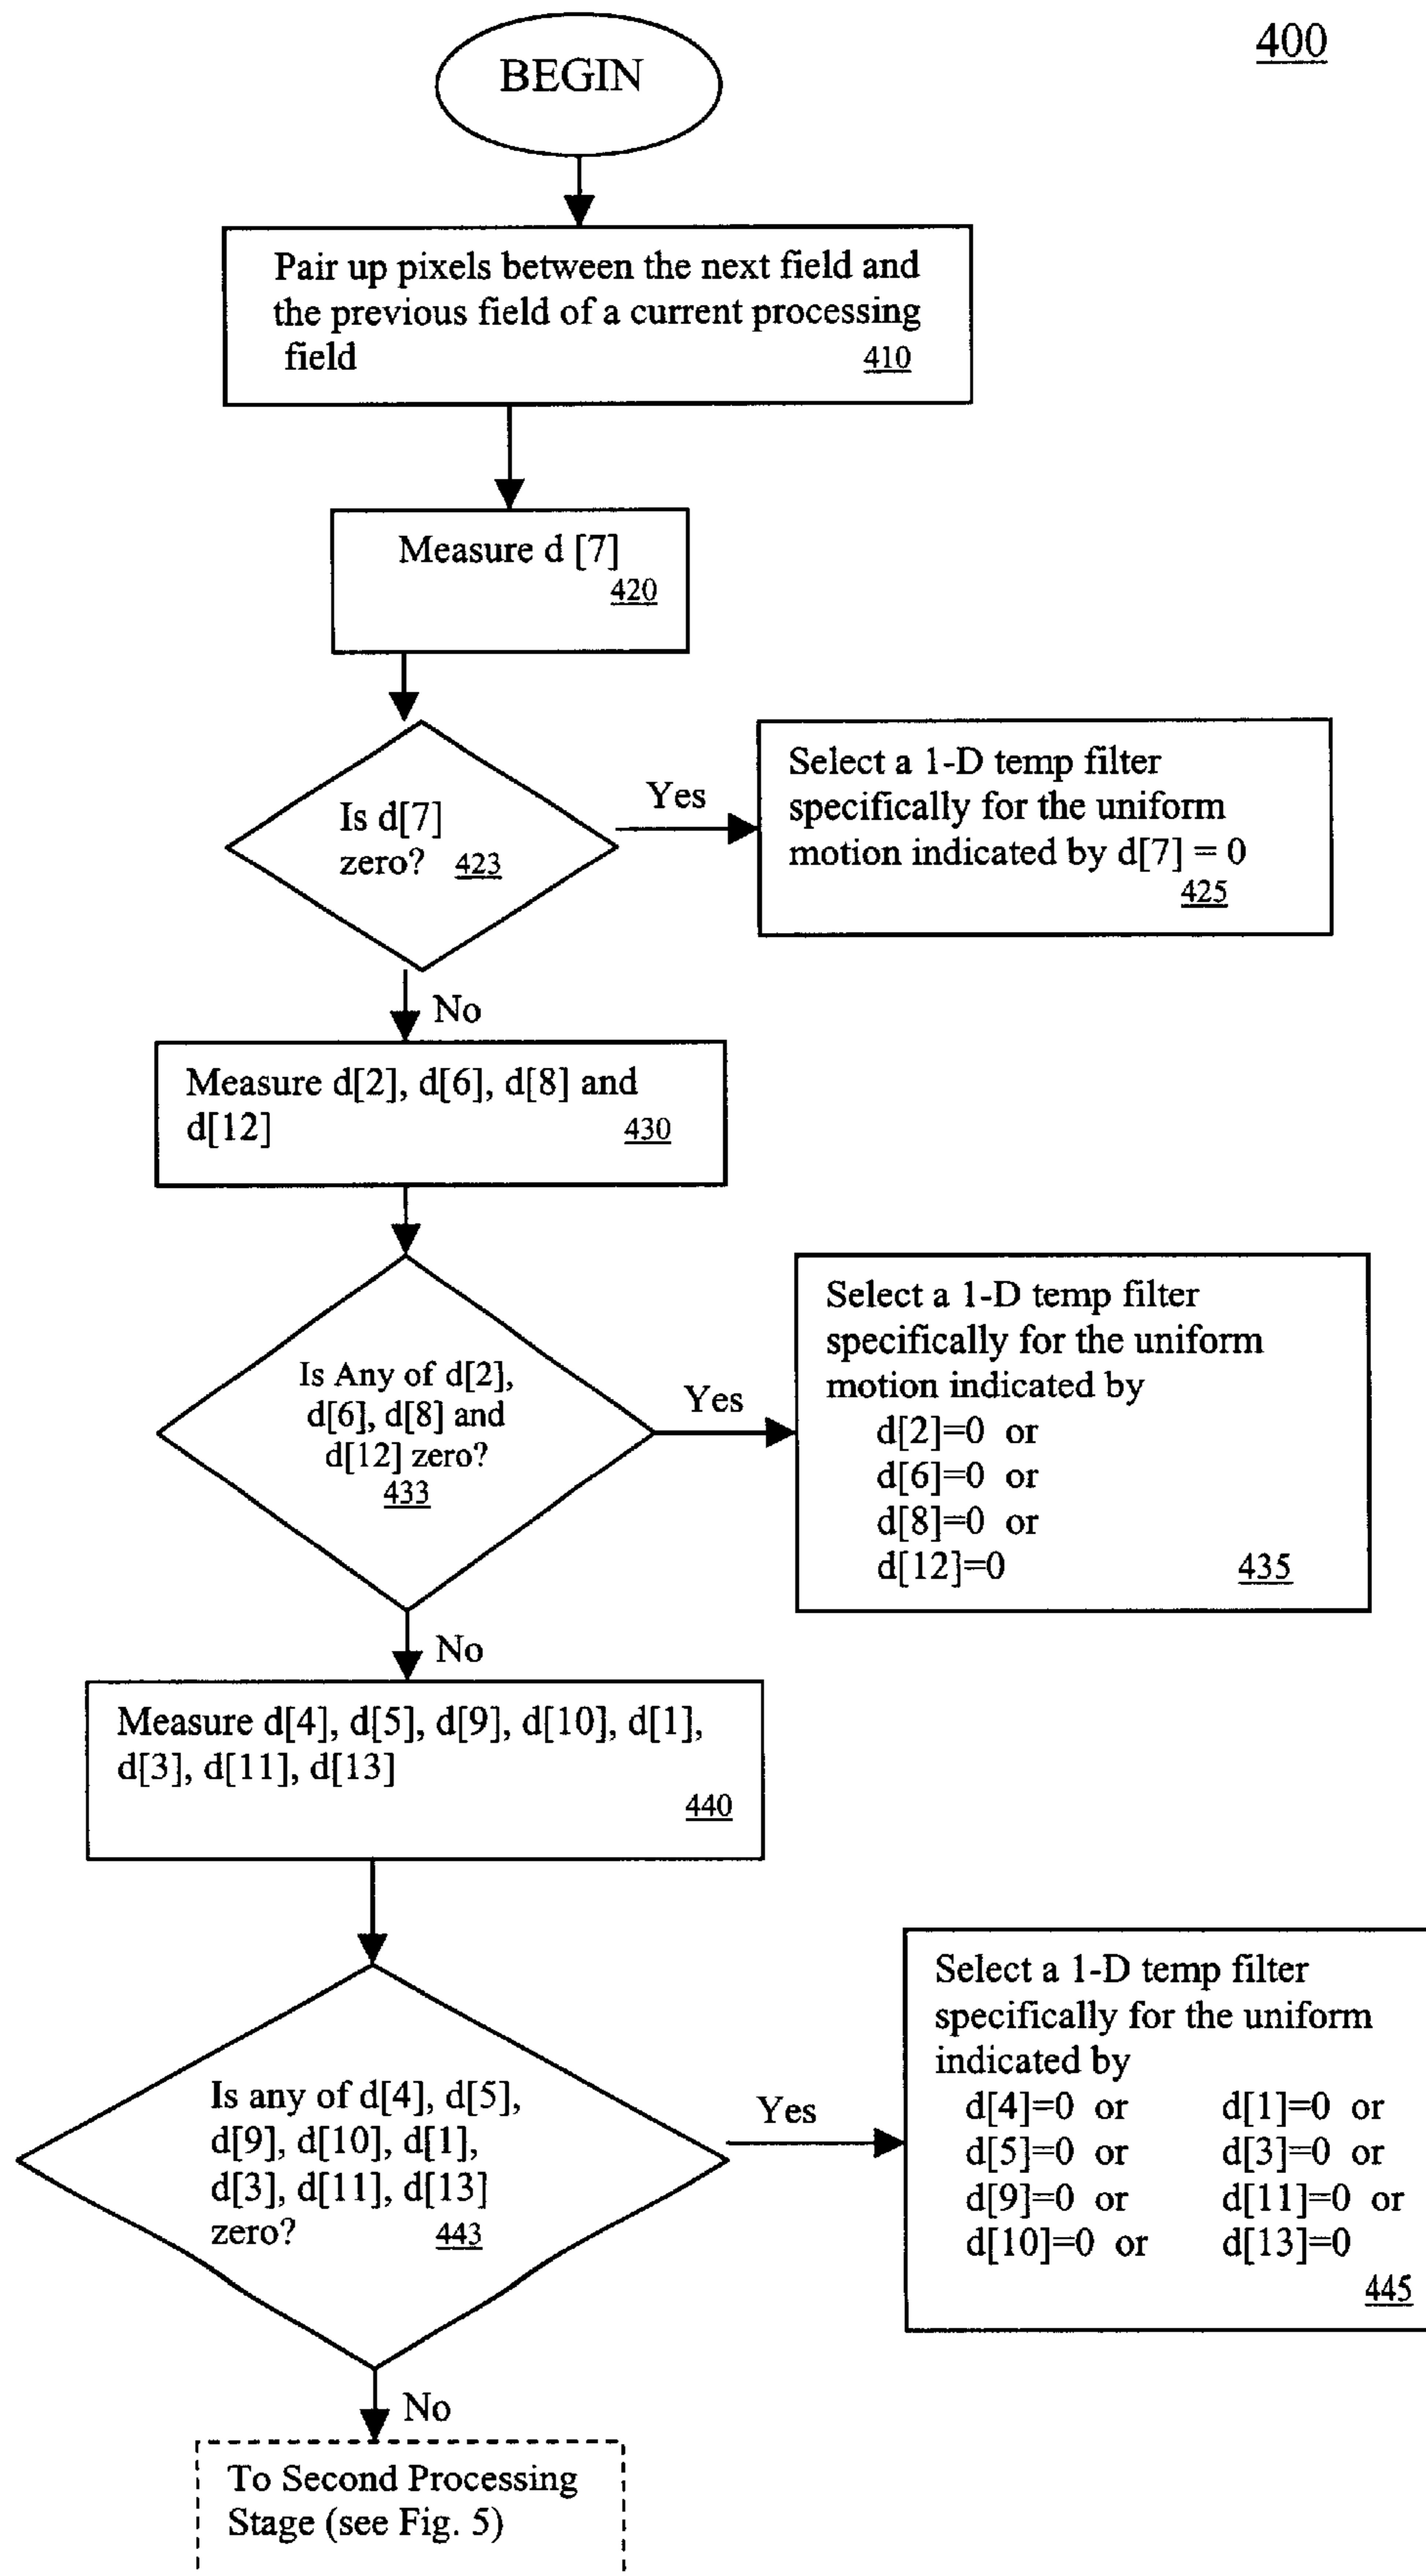 400
BEGIN
Pair up pixels between the next field and
the previous field of a current processing
field 410
Measure d [7]
420
Is d[7]
zero? 423
Yes
Select a 1-D temp filter
specifically for the uniform
motion indicated by d[7] = 0
425
No
Measure d[2], d[6], d[8] and
d[12] 430
Is Any of d[2],
d[6], d[8] and
d[12] zero?
433
Yes
Select a 1-D temp filter
specifically for the uniform
motion indicated by
d[2]=0 or
d[6]=0 or
d[8]=0 or
d[12]=0 435
No
Measure d[4], d[5], d[9], d[10], d[1],
d[3], d[11], d[13]
440
Is any of d[4], d[5],
d[9], d[10], d[1],
d[3], d[11], d[13]
zero? 443
Yes
Select a 1-D temp filter
specifically for the uniform
indicated by
d[4]=0 or d[1]=0 or
d[5]=0 or d[3]=0 or
d[9]=0 or d[11]=0 or
d[10]=0 or d[13]=0
445
No
To Second Processing
Stage (see Fig. 5)